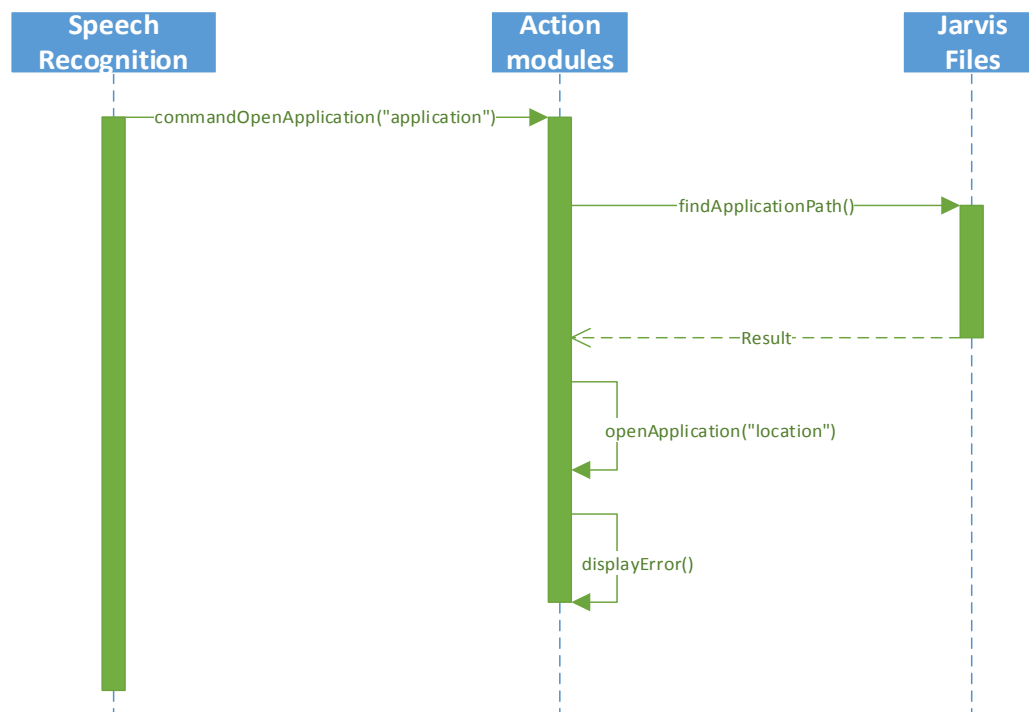 Speech
Recognition
Action
modules
Jarvis
Files
commandOpenApplication("application")
findApplicationPath()
Result
openApplication("location")
displayError()